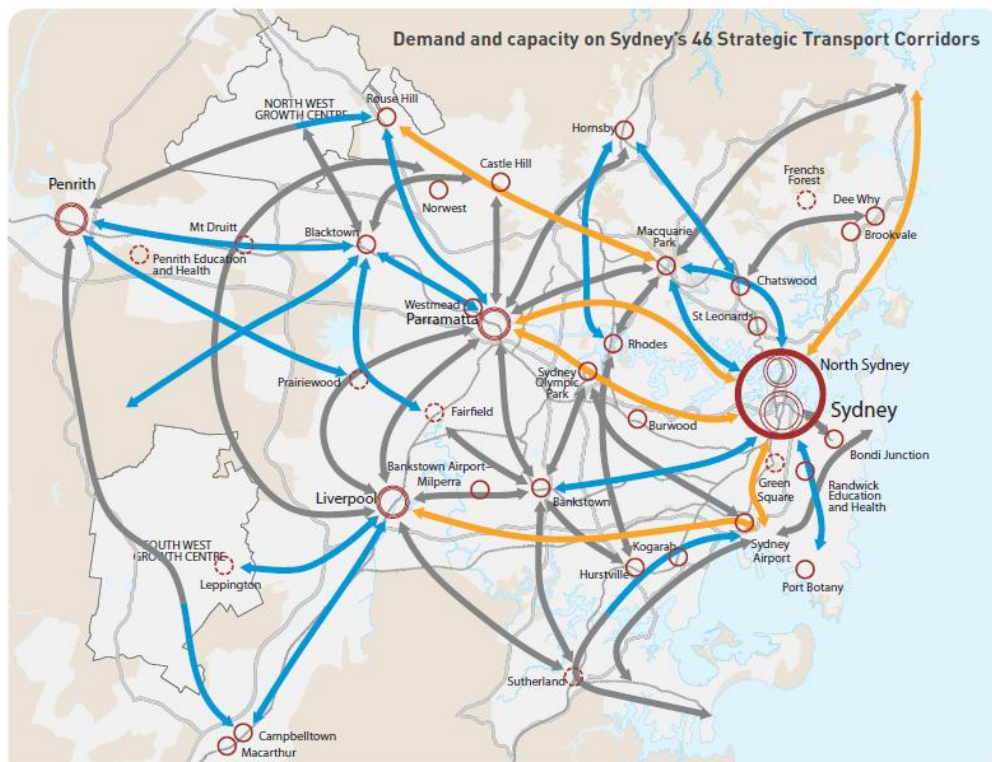 Demand and capacity on Sydney's 46 Strategic Transport Corridors
NORTH WEST
GROWTH CENTRE
Rouse Hill
Hornsby
Castle Hill
Norwest
Penrith
Frenchs
Forest
Dee Why
Brookvale
Mt Druitt
Blacktown
Penrith Education
and Health
Macquarie
Park
Chatswood
Westmead
Parramatta
St Leonards
Rhodes
North Sydney
Sydney
Prairiewood
Sydney
Olympic
Park
Fairfield
Burwood
Bondi Junction
Bankstown Airport–
Milperra
Green
Square
Randwick
Education
and Health
Liverpool
Bankstown
Sydney
Airport
Kogarah
Hurstville
Port Botany
SOUTH WEST
GROWTH CENTRE
Leppington
Sutherland
Campbelltown
Macarthur